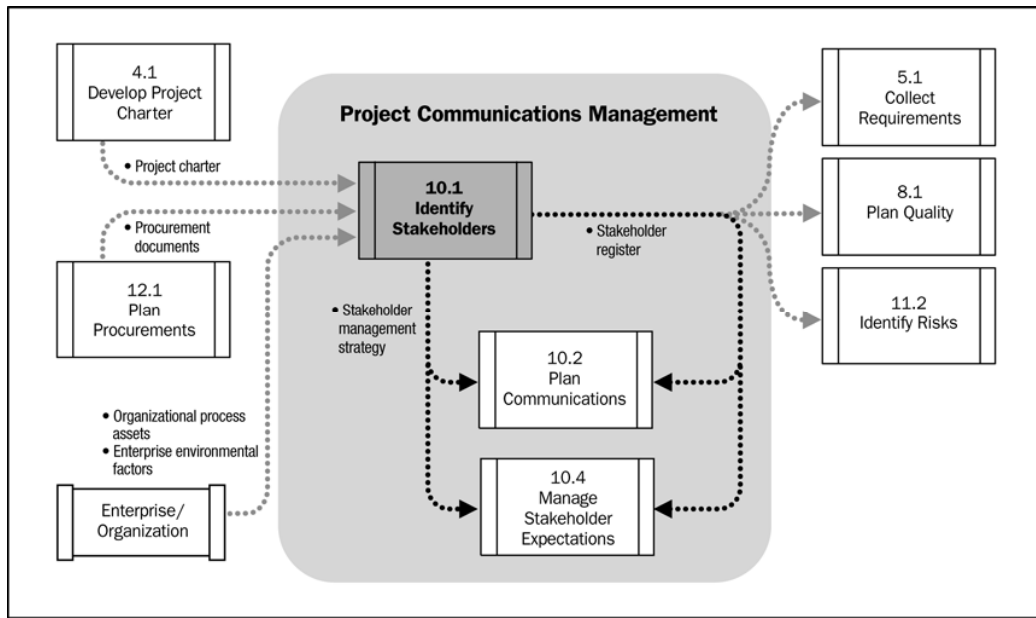 4.1
Develop Project
Charter
• Project charter
• Procurement
documents
12.1
Plan
Procurements
• Organizational process
assets
• Enterprise environmental
factors
Enterprise/
Organization
Project Communications Management
10.1
Identify
Stakeholders
• Stakeholder
register
• Stakeholder
management
strategy
10.2
Plan
Communications
10.4
Manage
Stakeholder
Expectations
5.1
Collect
Requirements
8.1
Plan Quality
11.2
Identify Risks